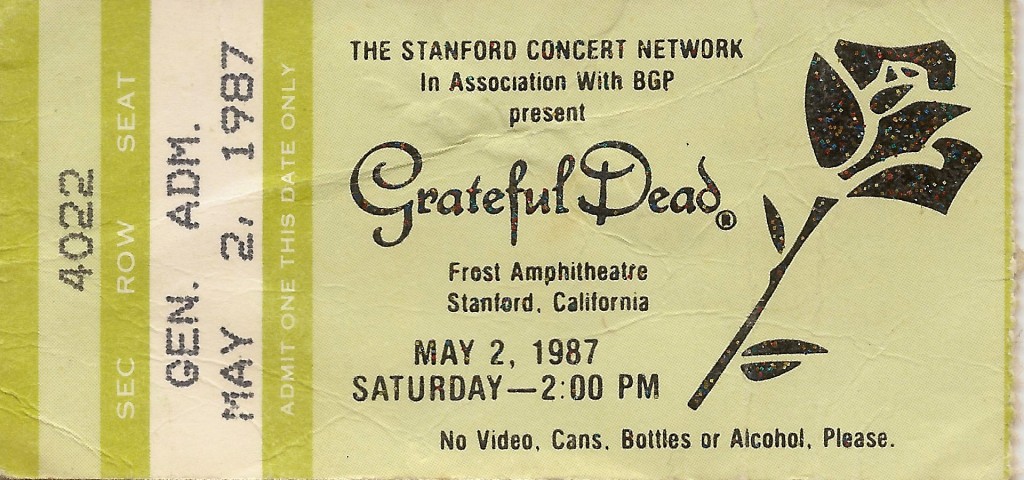 4022
SEC ROW SEAT
GEN. ADM.
MAY 2, 1987
ADMIT ONE THIS DATE ONLY
THE STANFORD CONCERT NETWORK
In Association With BGP
present
Grateful Dead®
Frost Amphitheatre
Stanford, California
MAY 2, 1987
SATURDAY—2:00 PM
No Video, Cans, Bottles or Alcohol, Please.